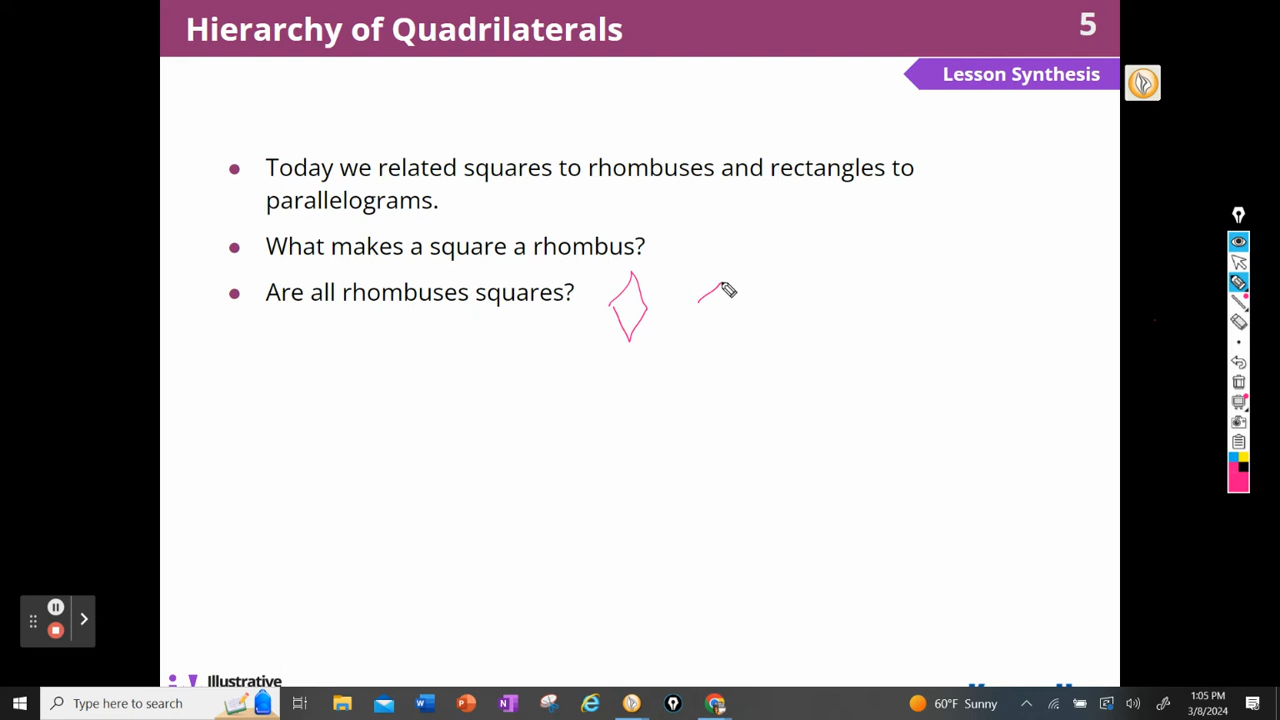 Hierarchy of Quadrilaterals
5
Lesson Synthesis
● Today we related squares to rhombuses and rectangles to
parallelograms.
● What makes a square a rhombus?
● Are all rhombuses squares?
Illustrative
Type here to search
60°F Sunny
1:05 PM
3/8/2024